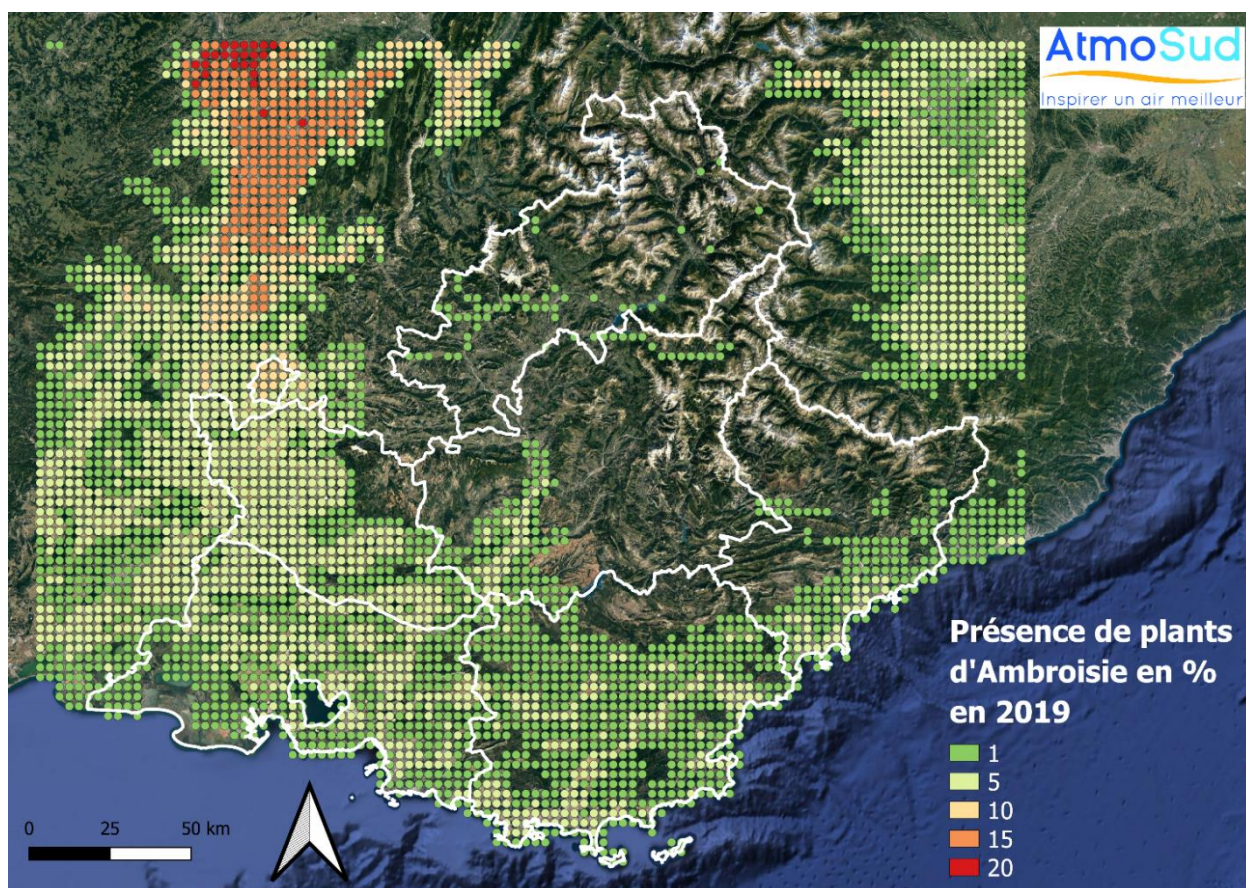 AtmoSud
Inspirer un air meilleur
Présence de plants
d'Ambroisie en %
en 2019
1
5
10
15
20
0 25 50 km